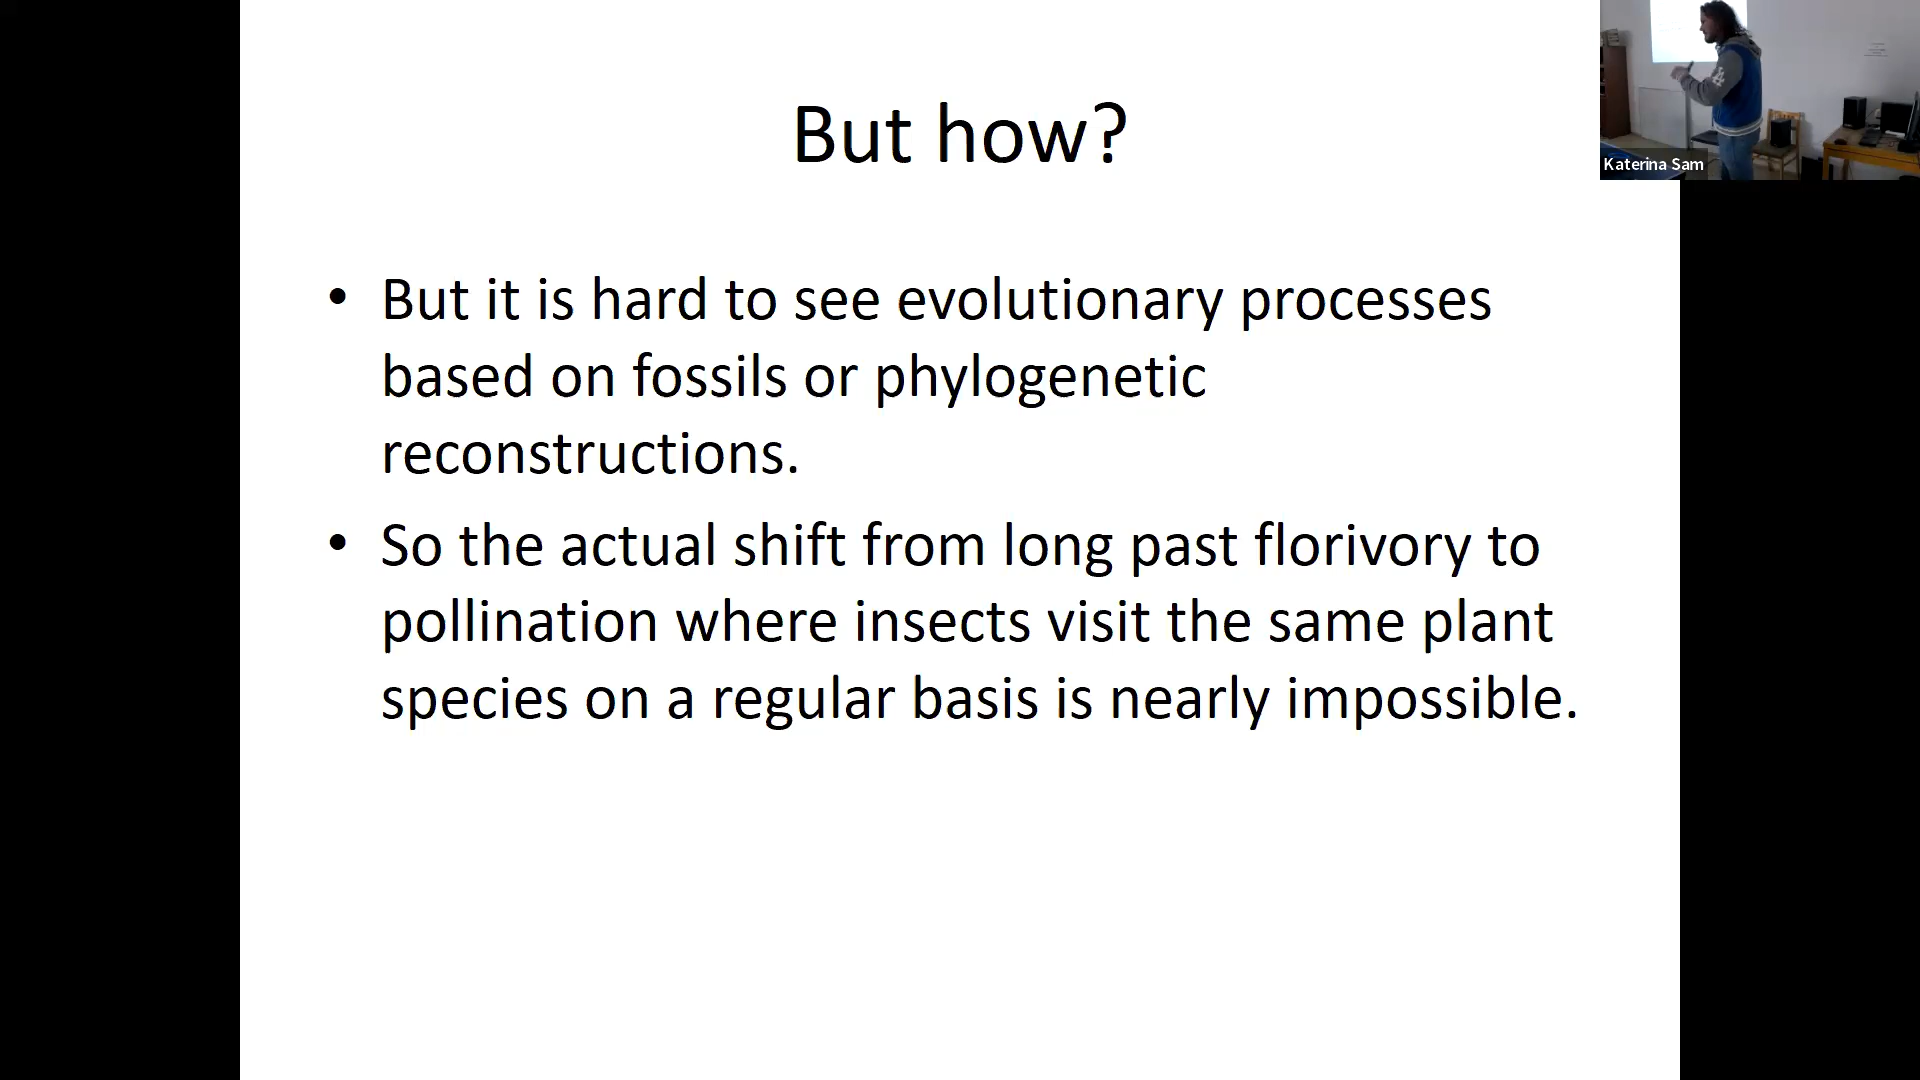 But how?
• But it is hard to see evolutionary processes
based on fossils or phylogenetic
reconstructions.
• So the actual shift from long past florivory to
pollination where insects visit the same plant
species on a regular basis is nearly impossible.
Katerina Sam